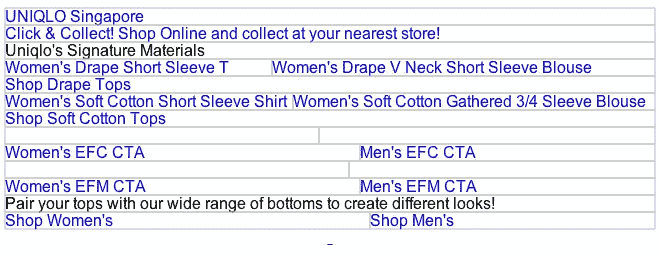 UNIQLO Singapore
Click & Collect! Shop Online and collect at your nearest store!
Uniqlo's Signature Materials
Women's Drape Short Sleeve T Women's Drape V Neck Short Sleeve Blouse
Shop Drape Tops
Women's Soft Cotton Short Sleeve Shirt Women's Soft Cotton Gathered 3/4 Sleeve Blouse
Shop Soft Cotton Tops
Women's EFC CTA Men's EFC CTA
Women's EFM CTA Men's EFM CTA
Pair your tops with our wide range of bottoms to create different looks!
Shop Women's Shop Men's